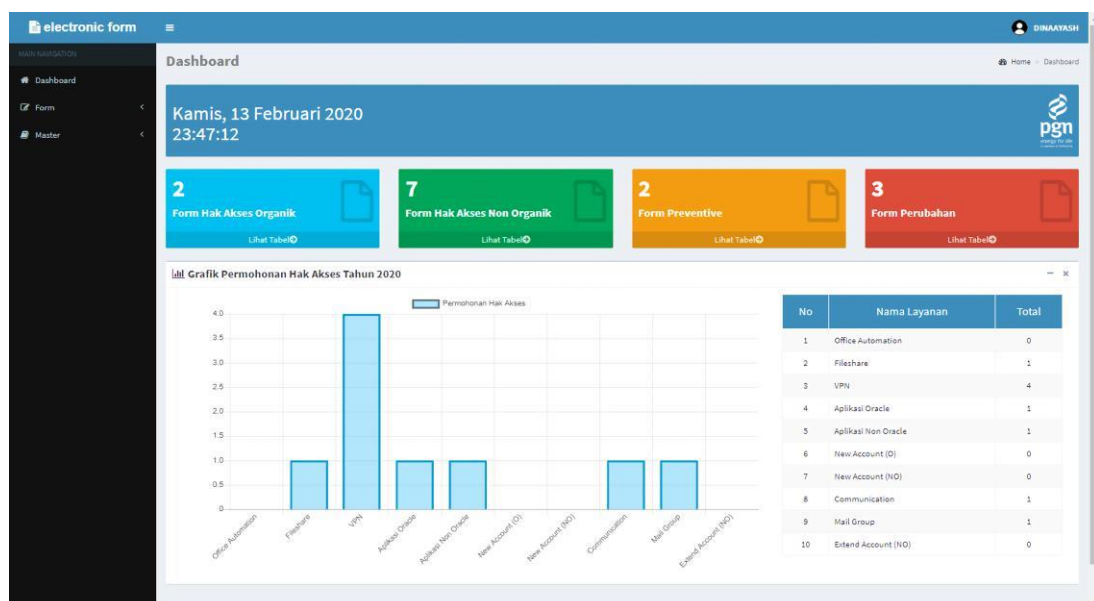 electronic form
DINAAYASH
MAIN NAVIGATION
Dashboard
Form
Master
Dashboard
Home > Dashboard
Kamis, 13 Februari 2020
23:47:12
pgn
energy for life
2
Form Hak Akses Organik
Lihat Tabel
7
Form Hak Akses Non Organik
Lihat Tabel
2
Form Preventive
Lihat Tabel
3
Form Perubahan
Lihat Tabel
Grafik Permohonan Hak Akses Tahun 2020
Permohonan Hak Akses
4.0
3.5
3.0
2.5
2.0
1.5
1.0
0.5
0
Office Automation
Fileshare
VPN
Aplikasi Oracle
Aplikasi Non Oracle
New Account (O)
New Account (NO)
Communication
Mail Group
Extend Account (NO)
No Nama Layanan Total
1 Office Automation 0
2 Fileshare 1
3 VPN 4
4 Aplikasi Oracle 1
5 Aplikasi Non Oracle 1
6 New Account (O) 0
7 New Account (NO) 0
8 Communication 1
9 Mail Group 1
10 Extend Account (NO) 0